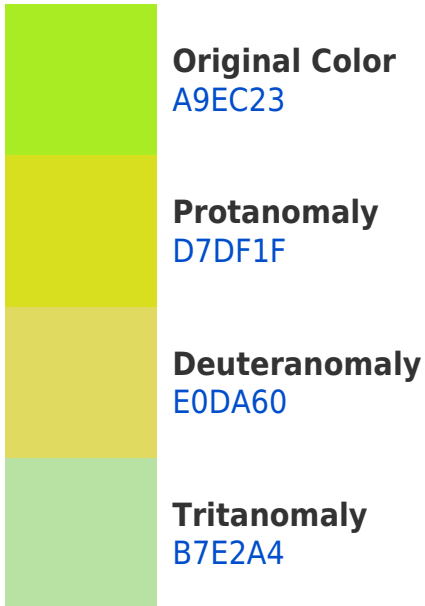 Original Color
A9EC23
Protanomaly
D7DF1F
Deuteranomaly
E0DA60
Tritanomaly
B7E2A4